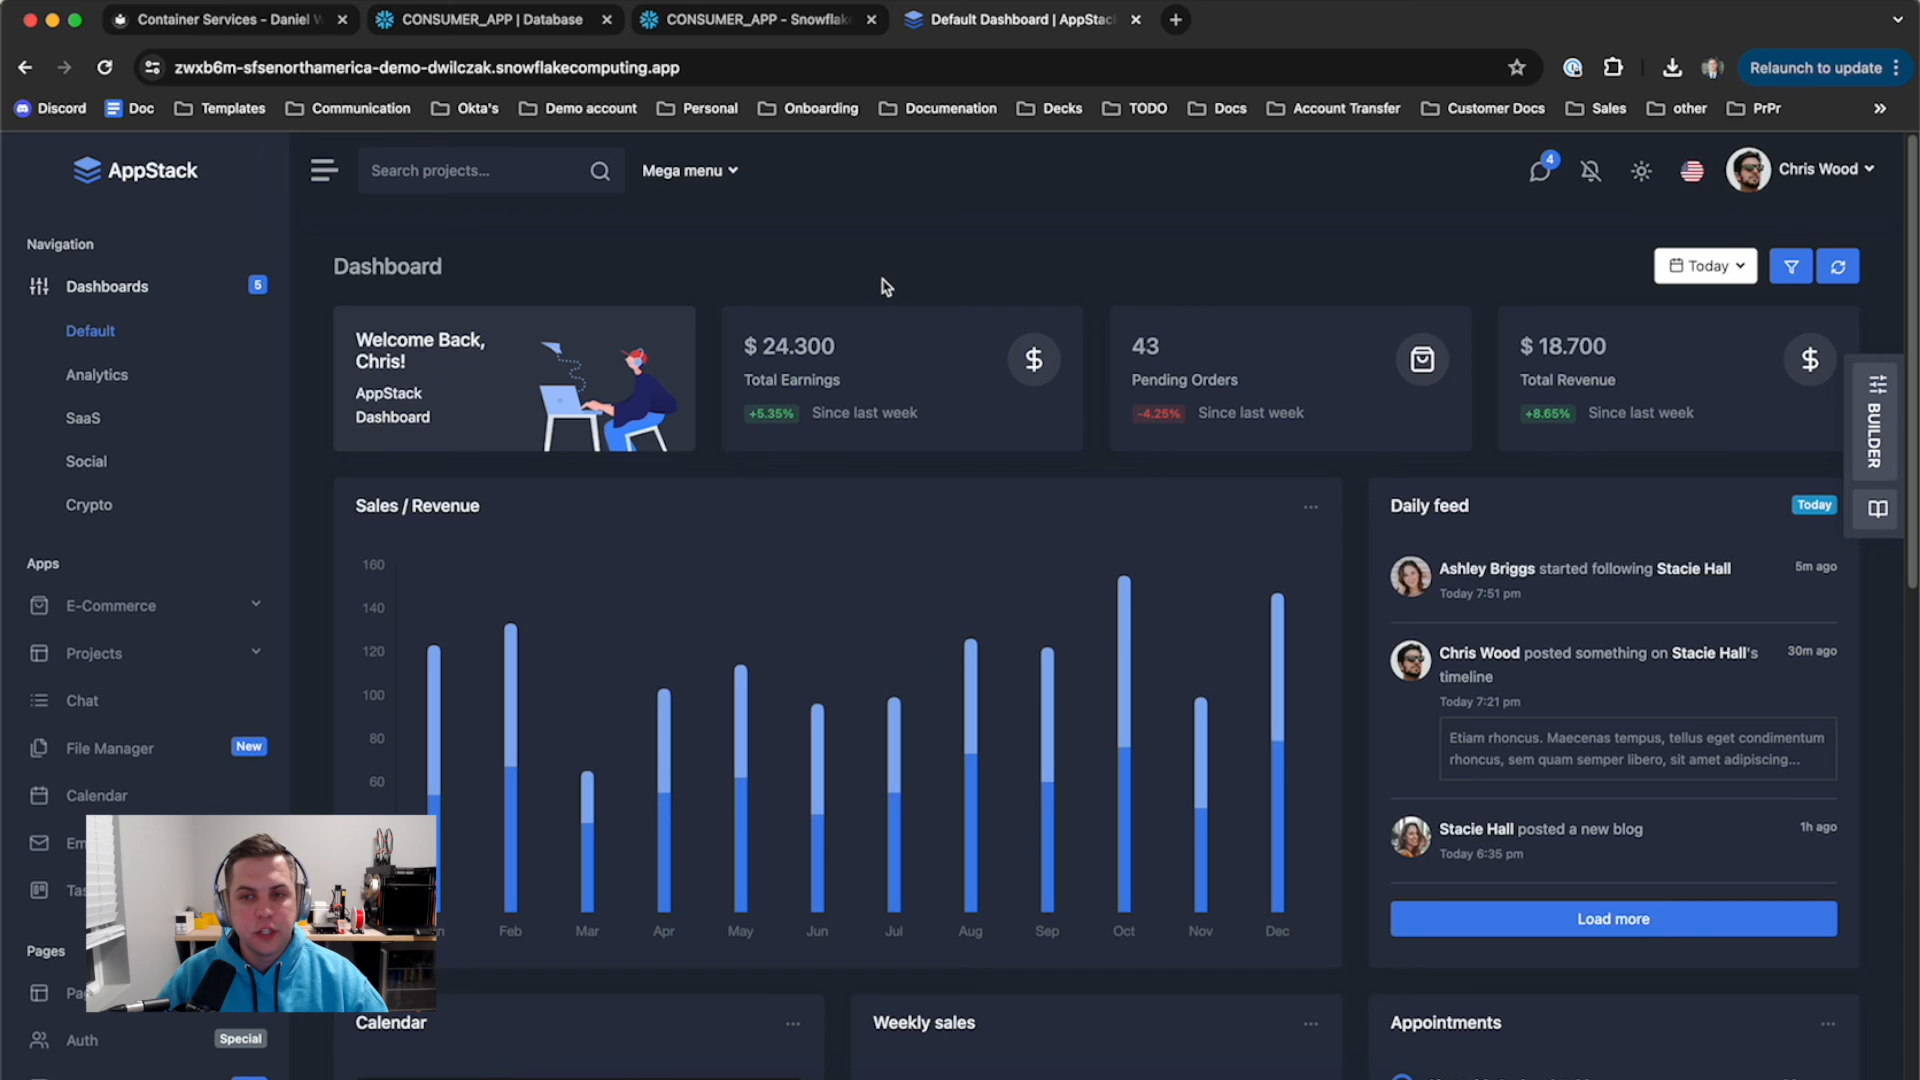 Container Services - Daniel W
CONSUMER_APP | Database
CONSUMER_APP - Snowflak
Default Dashboard | AppStac
zwxb6m-sfsenorthamerica-demo-dwilczak.snowflakecomputing.app
Relaunch to update
Discord
Doc
Templates
Communication
Okta's
Demo account
Personal
Onboarding
Documenation
Decks
TODO
Docs
Account Transfer
Customer Docs
Sales
other
PrPr
AppStack
Search projects...
Mega menu
4
Chris Wood
Navigation
Dashboards
5
Default
Analytics
SaaS
Social
Crypto
Apps
E-Commerce
Projects
Chat
File Manager
New
Calendar
Em
Tas
Pages
Pag
Auth
Special
Dashboard
Today
Welcome Back,
Chris!
AppStack
Dashboard
$ 24.300
Total Earnings
+5.35% Since last week
43
Pending Orders
-4.25% Since last week
$ 18.700
Total Revenue
+8.65% Since last week
BUILDER
Sales / Revenue
160
140
120
100
80
60
Feb
Mar
Apr
May
Jun
Jul
Aug
Sep
Oct
Nov
Dec
Daily feed
Today
Ashley Briggs started following Stacie Hall
5m ago
Today 7:51 pm
Chris Wood posted something on Stacie Hall's
timeline
30m ago
Today 7:21 pm
Etiam rhoncus. Maecenas tempus, tellus eget condimentum
rhoncus, sem quam semper libero, sit amet adipiscing...
Stacie Hall posted a new blog
1h ago
Today 6:35 pm
Load more
Calendar
Weekly sales
Appointments